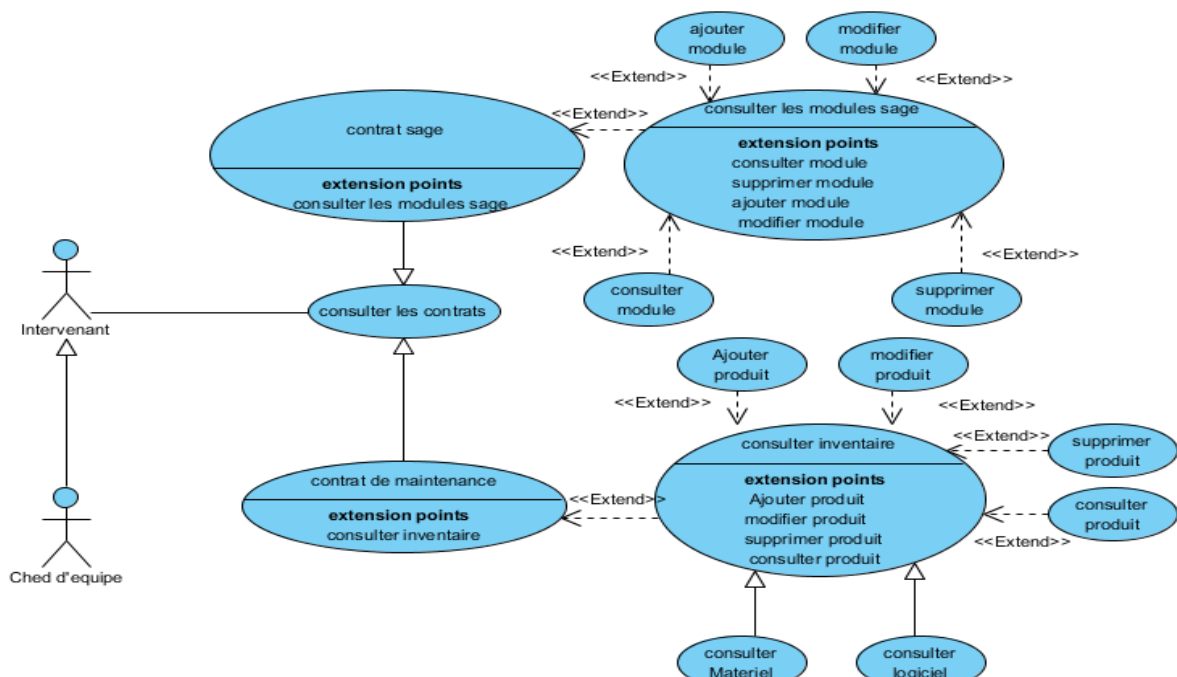 ajouter
module
modifier
module
<<Extend>>
<<Extend>>
<<Extend>>
contrat sage
extension points
consulter les modules sage
consulter les modules sage
extension points
consulter module
supprimer module
ajouter module
modifier module
<<Extend>>
<<Extend>>
consulter
module
supprimer
module
Intervenant
consulter les contrats
Ajouter
produit
modifier
produit
<<Extend>>
<<Extend>>
<<Extend>>
supprimer
produit
consulter inventaire
extension points
Ajouter produit
modifier produit
supprimer produit
consulter produit
contrat de maintenance
extension points
consulter inventaire
<<Extend>>
consulter
produit
<<Extend>>
Ched d'equipe
consulter
Materiel
consulter
logiciel